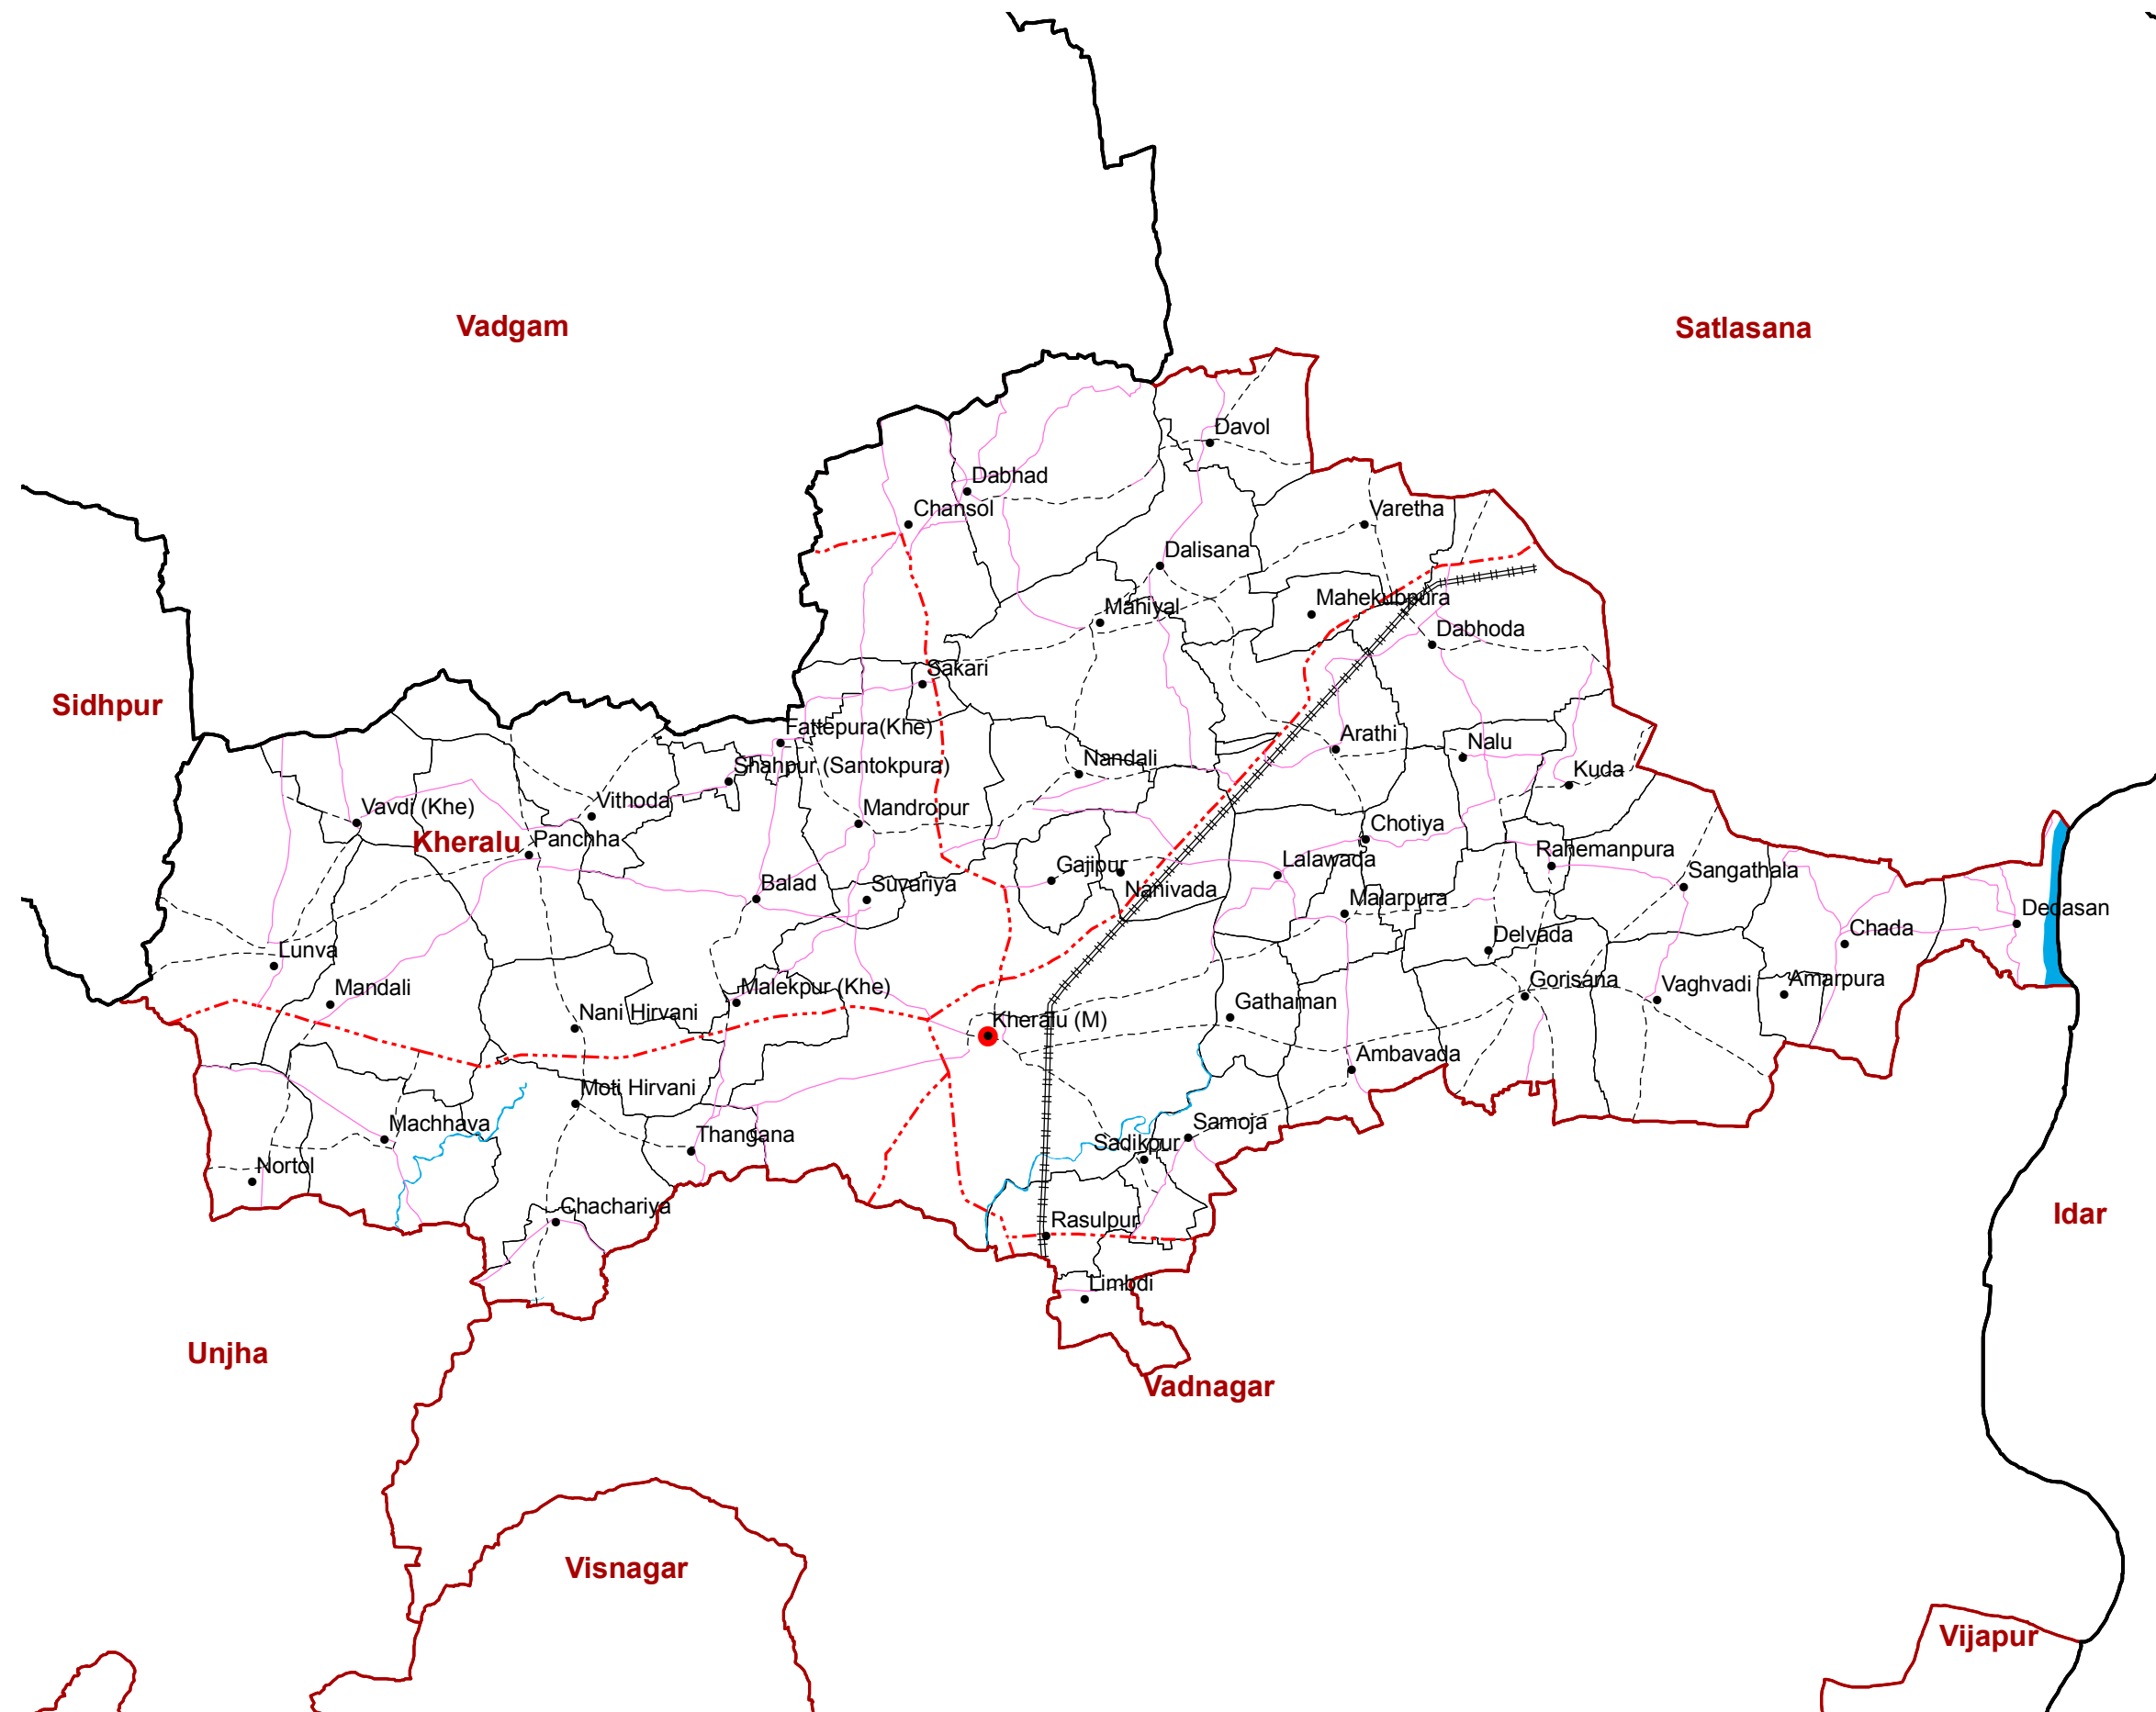 Vadgam
Satlasana
Davol
Dabhad
Chansol
Varetha
Dalisana
Mahekubpura
Mahiyal
Dabhoda
Sakari
Sidhpur
Fattepura(Khe)
Arathi
Nalu
Nandali
Shahpur (Santokpura)
Kuda
Vithoda
Vavdi (Khe)
Mandropur
Chotiya
Kheralu
Panchha
Rahemanpura
Lalawada
Gajipur
Sangathala
Balad
Suvariya
Nanivada
Malarpura
Dedasan
Chada
Delvada
Lunva
Gorisana
Amarpura
Vaghvadi
Mandali
Malekpur (Khe)
Gathaman
Nani Hirvani
Kheralu (M)
Ambavada
Moti Hirvani
Machhava
Samoja
Thangana
Sadikpur
Nortol
Chachariya
Idar
Rasulpur
Limbdi
Unjha
Vadnagar
Visnagar
Vijapur